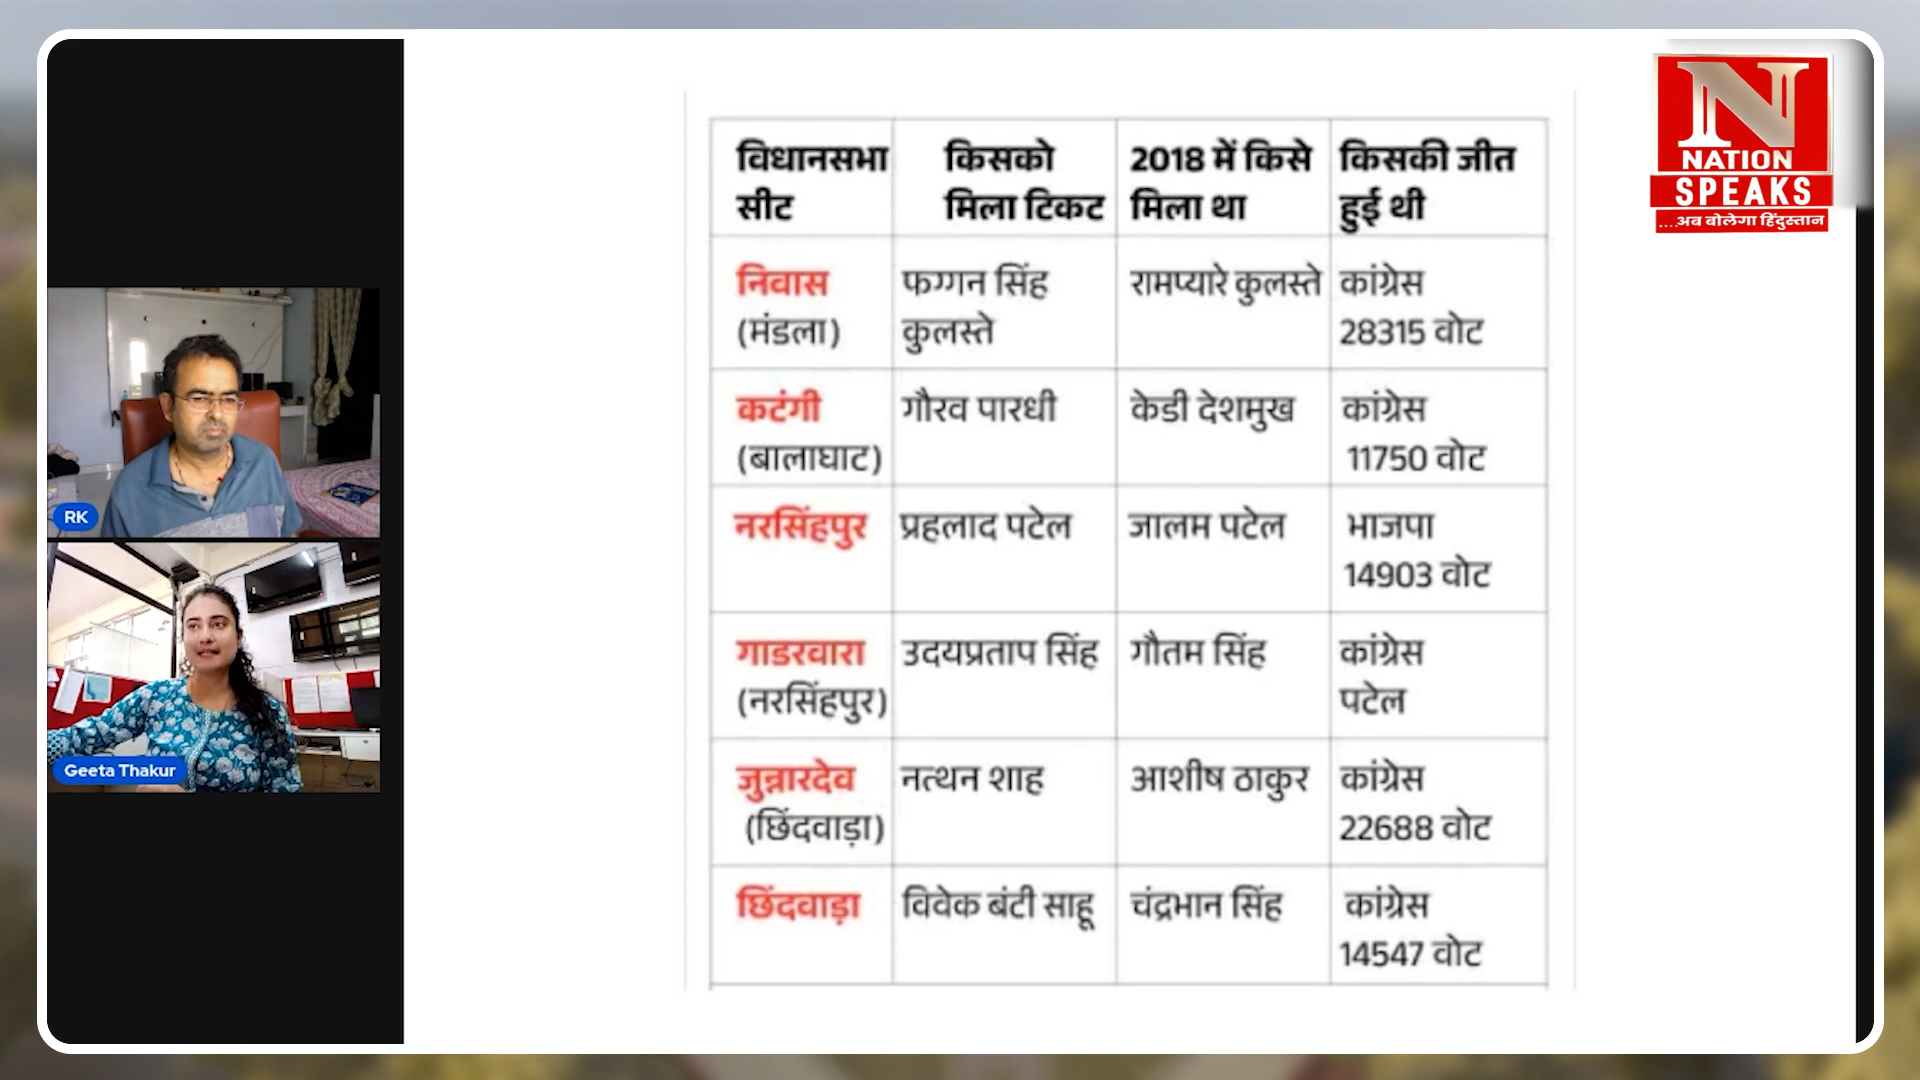 विधानसभा
सीट
किसको
मिला टिकट
2018 में किसे
मिला था
किसकी जीत
हुई थी
निवास
(मंडला)
फग्गन सिंह
कुलस्ते
रामप्यारे कुलस्ते
कांग्रेस
28315 वोट
कटंगी
(बालाघाट)
गौरव पारधी
केडी देशमुख
कांग्रेस
11750 वोट
नरसिंहपुर
प्रहलाद पटेल
जालम पटेल
भाजपा
14903 वोट
गाडरवारा
(नरसिंहपुर)
उदयप्रताप सिंह
गौतम सिंह
कांग्रेस
पटेल
जुन्नारदेव
(छिंदवाड़ा)
नत्थन शाह
आशीष ठाकुर
कांग्रेस
22688 वोट
छिंदवाड़ा
विवेक बंटी साहू
चंद्रभान सिंह
कांग्रेस
14547 वोट
RK
Geeta Thakur
N
NATION
SPEAKS
....अब बोलेगा हिंदुस्तान